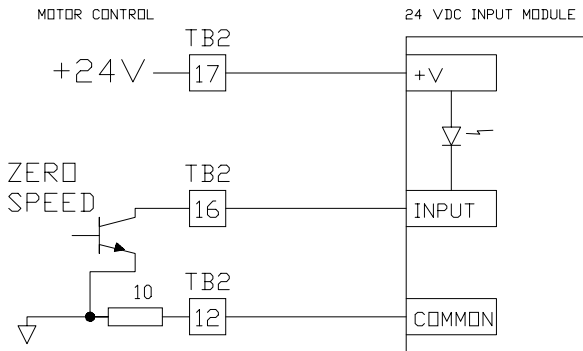 MOTOR CONTROL
24 VDC INPUT MODULE
TB2
+24V
17
+V
ZERO
SPEED
TB2
16
INPUT
10
TB2
12
COMMON